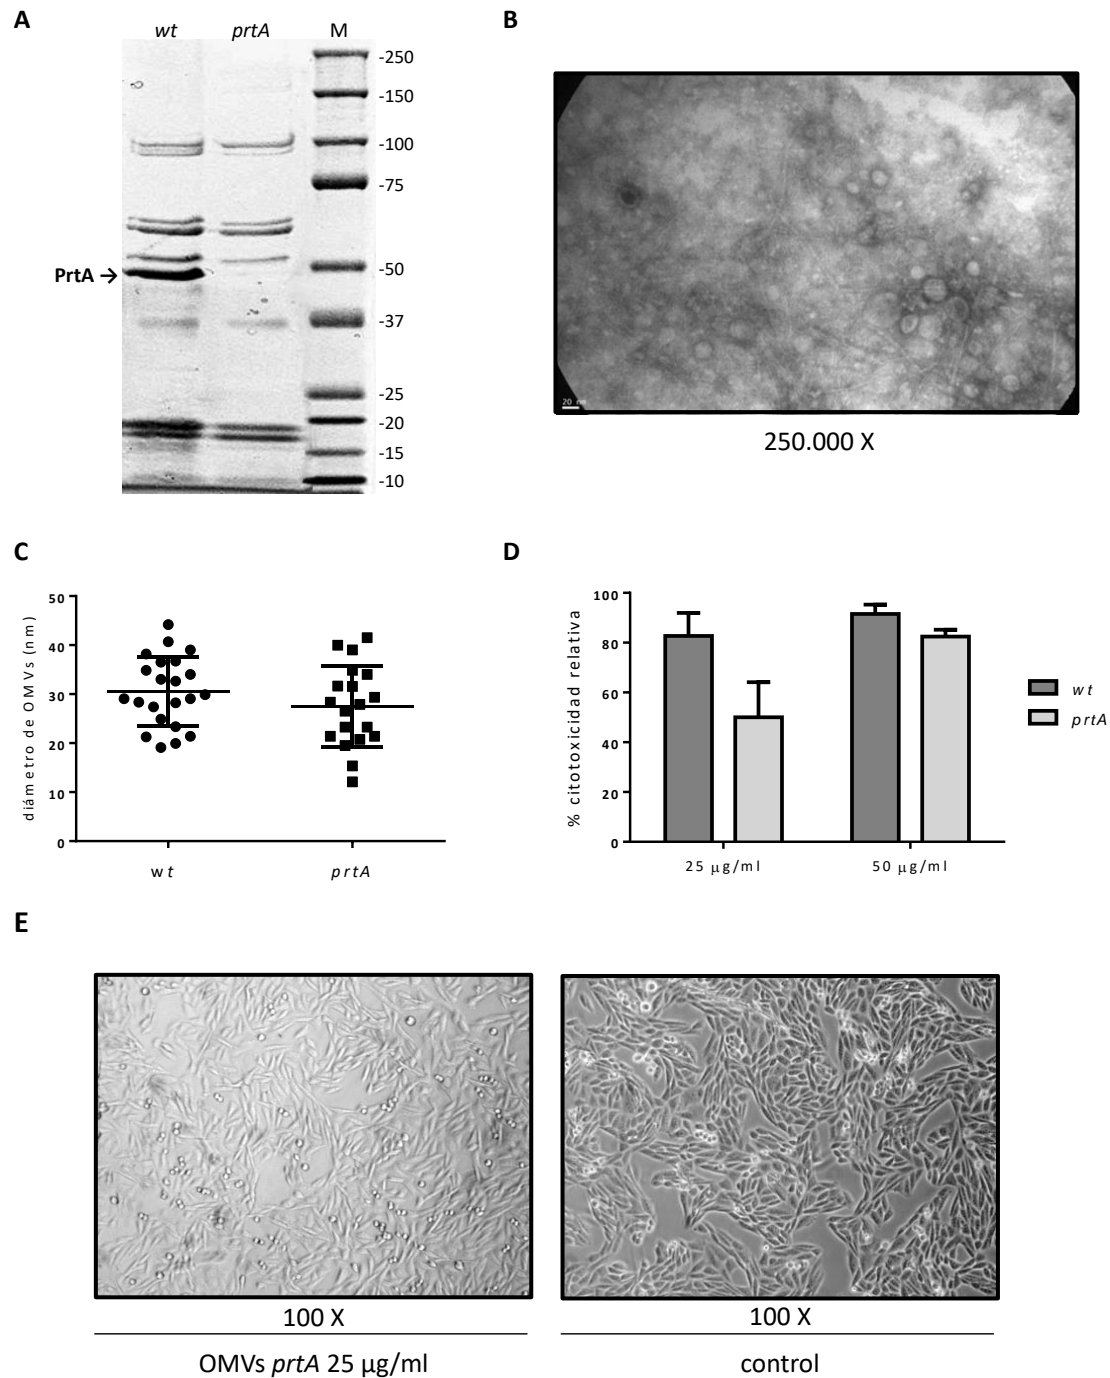 A
wt prtA M
-250
-150
-100
-75
PrtA →
-50
-37
-25
-20
-15
-10
B
20 nm
250.000 X
C
diámetro de OMVs (nm)
50
40
30
20
10
0
wt prtA
D
% citotoxicidad relativa
100
80
60
40
20
0
25 µg/ml 50 µg/ml
wt
prtA
E
100 X
OMVs prtA 25 µg/ml
100 X
control